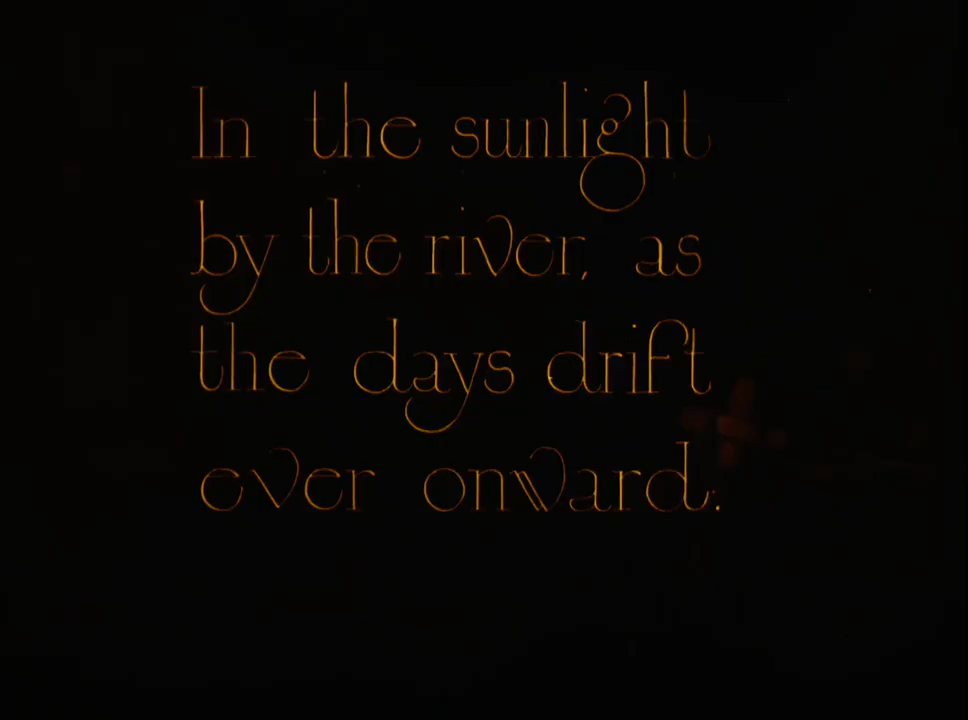 In the sunlight
by the river, as
the days drift
ever onward.